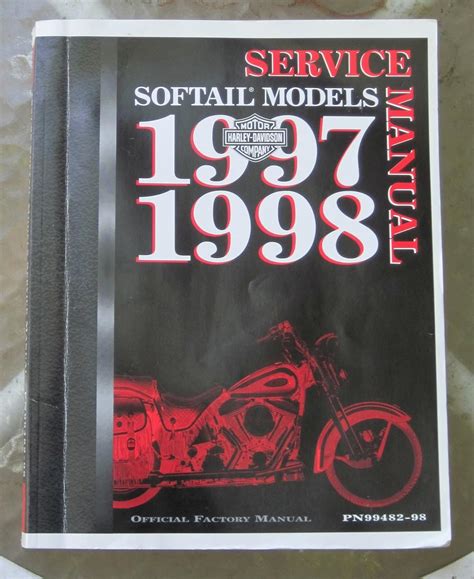 SERVICE
MANUAL
SOFTAIL® MODELS
1997
MOTOR
HARLEY-DAVIDSON
COMPANY
1998
OFFICIAL FACTORY MANUAL
PN99482-98